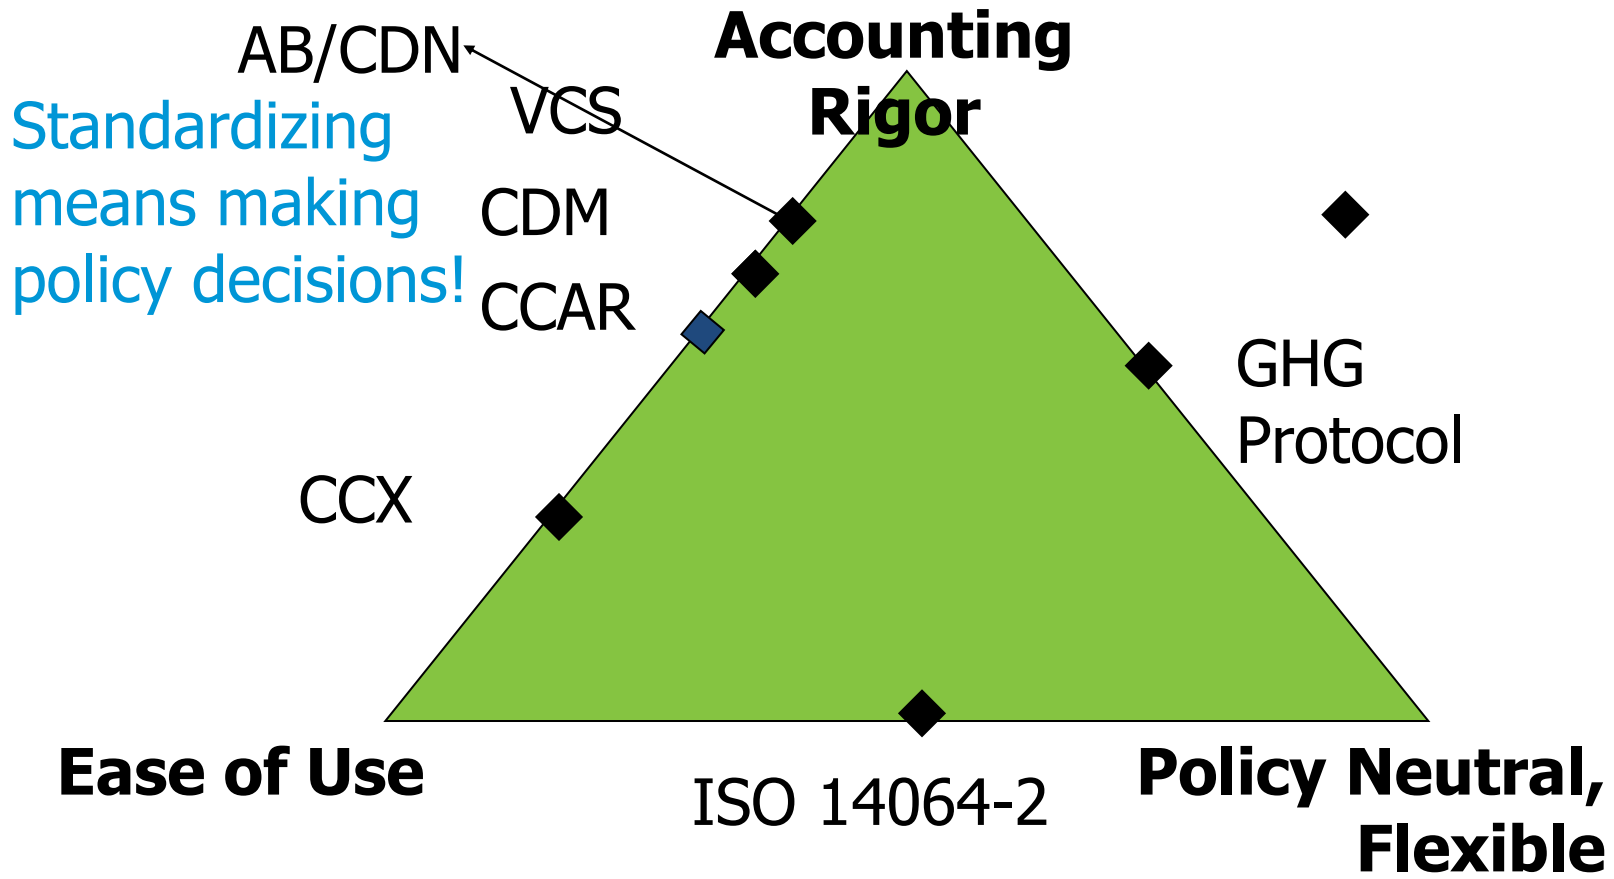 AB/CDN
Accounting
Rigor
Standardizing
means making
policy decisions!
VCS
CDM
CCAR
GHG
Protocol
CCX
Ease of Use
ISO 14064-2
Policy Neutral,
Flexible